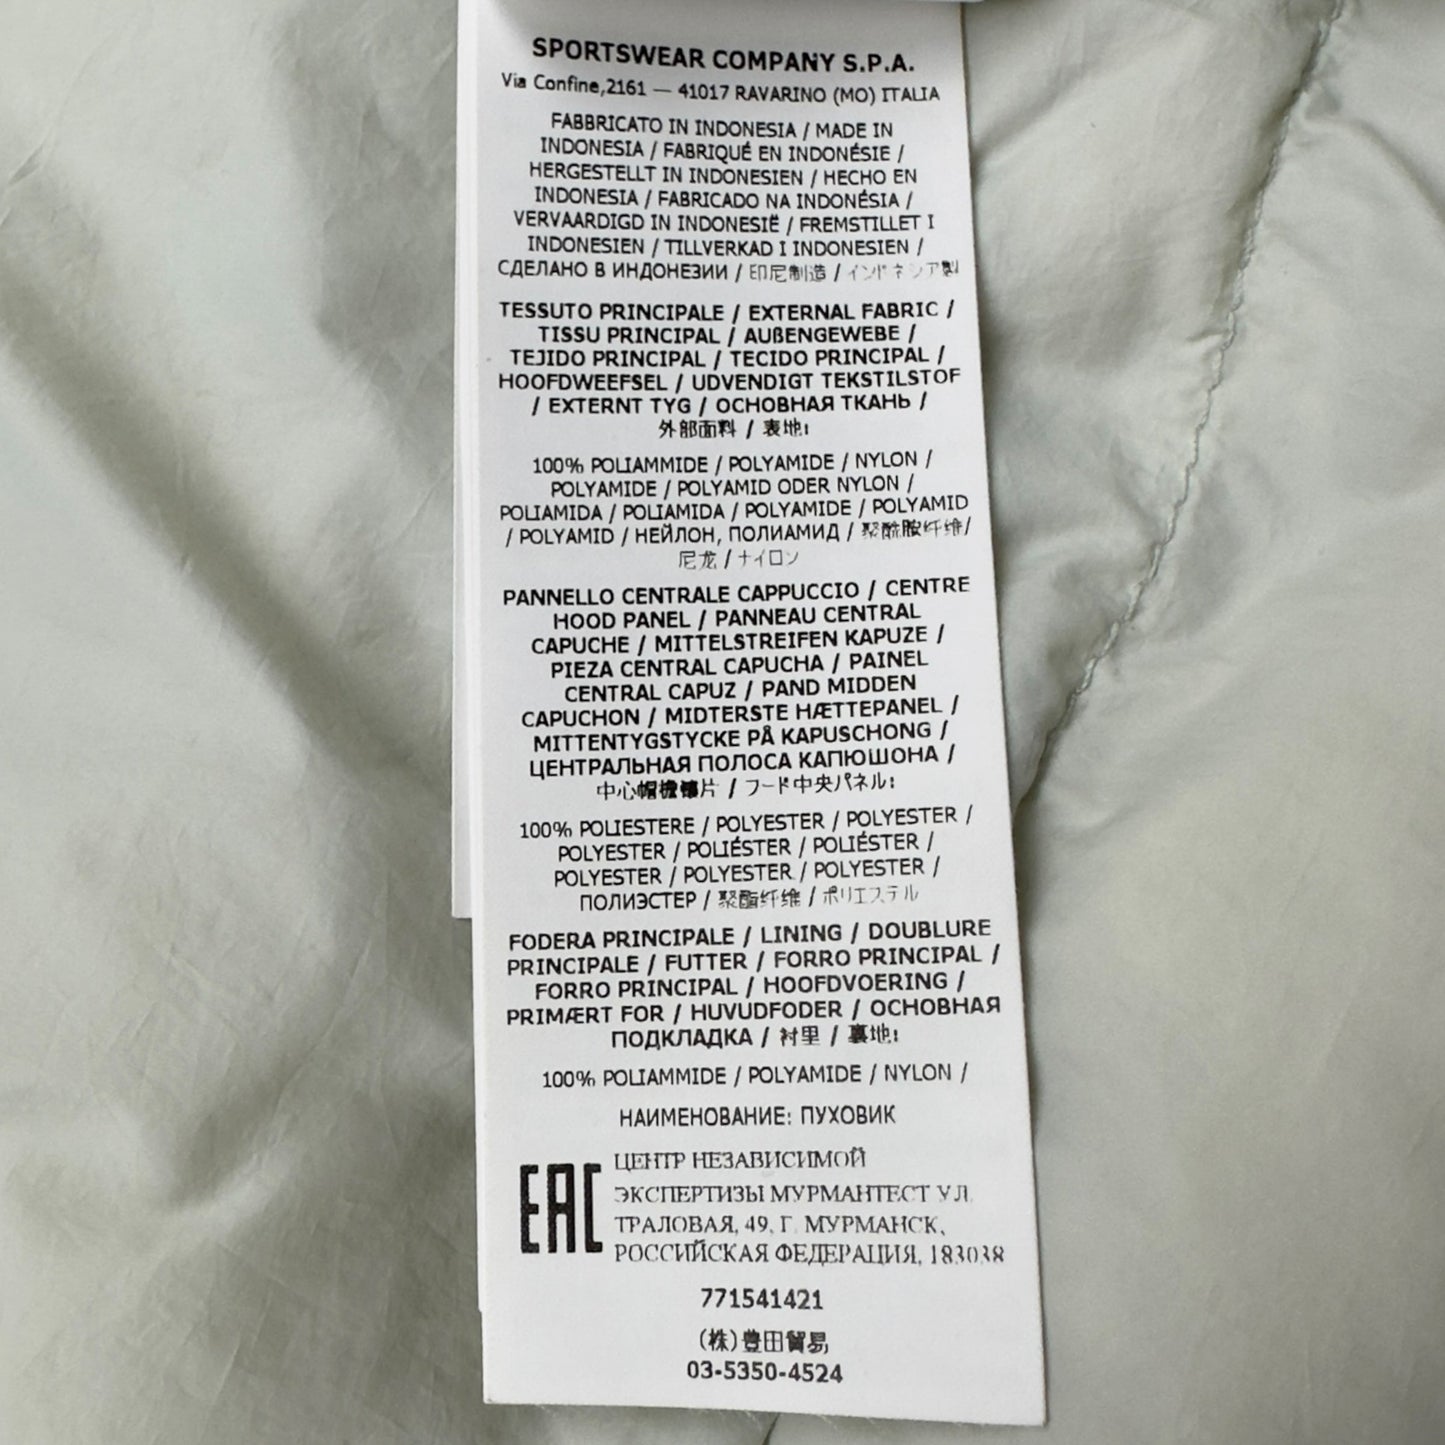 SPORTSWEAR COMPANY S.P.A.
Via Confine,2161 — 41017 RAVARINO (MO) ITALIA
FABBRICATO IN INDONESIA / MADE IN
INDONESIA / FABRIQUÉ EN INDONÉSIE /
HERGESTELLT IN INDONESIEN / HECHO EN
INDONESIA / FABRICADO NA INDONÉSIA /
VERVAARDIGD IN INDONESIË / FREMSTILLET I
INDONESIEN / TILLVERKAD I INDONESIEN /
СДЕЛАНО В ИНДОНЕЗИИ / 印尼制造 / インドネシア製
TESSUTO PRINCIPALE / EXTERNAL FABRIC /
TISSU PRINCIPAL / AUßENGEWEBE /
TEJIDO PRINCIPAL / TECIDO PRINCIPAL /
HOOFDWEEFSEL / UDVENDIGT TEKSTILSTOF
/ EXTERNT TYG / ОСНОВНАЯ ТКАНЬ /
外部面料 / 表地:
100% POLIAMMIDE / POLYAMIDE / NYLON /
POLYAMIDE / POLYAMID ODER NYLON /
POLIAMIDA / POLIAMIDA / POLYAMIDE / POLYAMID
/ POLYAMID / НЕЙЛОН, ПОЛИАМИД / 聚酰胺纤维/
尼龙 / ナイロン
PANNELLO CENTRALE CAPPUCCIO / CENTRE
HOOD PANEL / PANNEAU CENTRAL
CAPUCHE / MITTELSTREIFEN KAPUZE /
PIEZA CENTRAL CAPUCHA / PAINEL
CENTRAL CAPUZ / PAND MIDDEN
CAPUCHON / MIDTERSTE HÆTTEPANEL /
MITTENTYGSTYCKE PÅ KAPUSCHONG /
ЦЕНТРАЛЬНАЯ ПОЛОСА КАПЮШОНА /
中心帽檐镶片 / フード中央パネル:
100% POLIESTERE / POLYESTER / POLYESTER /
POLYESTER / POLIÉSTER / POLIÉSTER /
POLYESTER / POLYESTER / POLYESTER /
ПОЛИЭСТЕР / 聚酯纤维 / ポリエステル
FODERA PRINCIPALE / LINING / DOUBLURE
PRINCIPALE / FUTTER / FORRO PRINCIPAL /
FORRO PRINCIPAL / HOOFDVOERING /
PRIMÆRT FOR / HUVUDFODER / ОСНОВНАЯ
ПОДКЛАДКА / 衬里 / 裏地:
100% POLIAMMIDE / POLYAMIDE / NYLON /
НАИМЕНОВАНИЕ: ПУХОВИК
EAC
ЦЕНТР НЕЗАВИСИМОЙ
ЭКСПЕРТИЗЫ МУРМАНТЕСТ УЛ.
ТРАЛОВАЯ, 49, Г. МУРМАНСК,
РОССИЙСКАЯ ФЕДЕРАЦИЯ, 183038
771541421
(株)豊田貿易
03-5350-4524